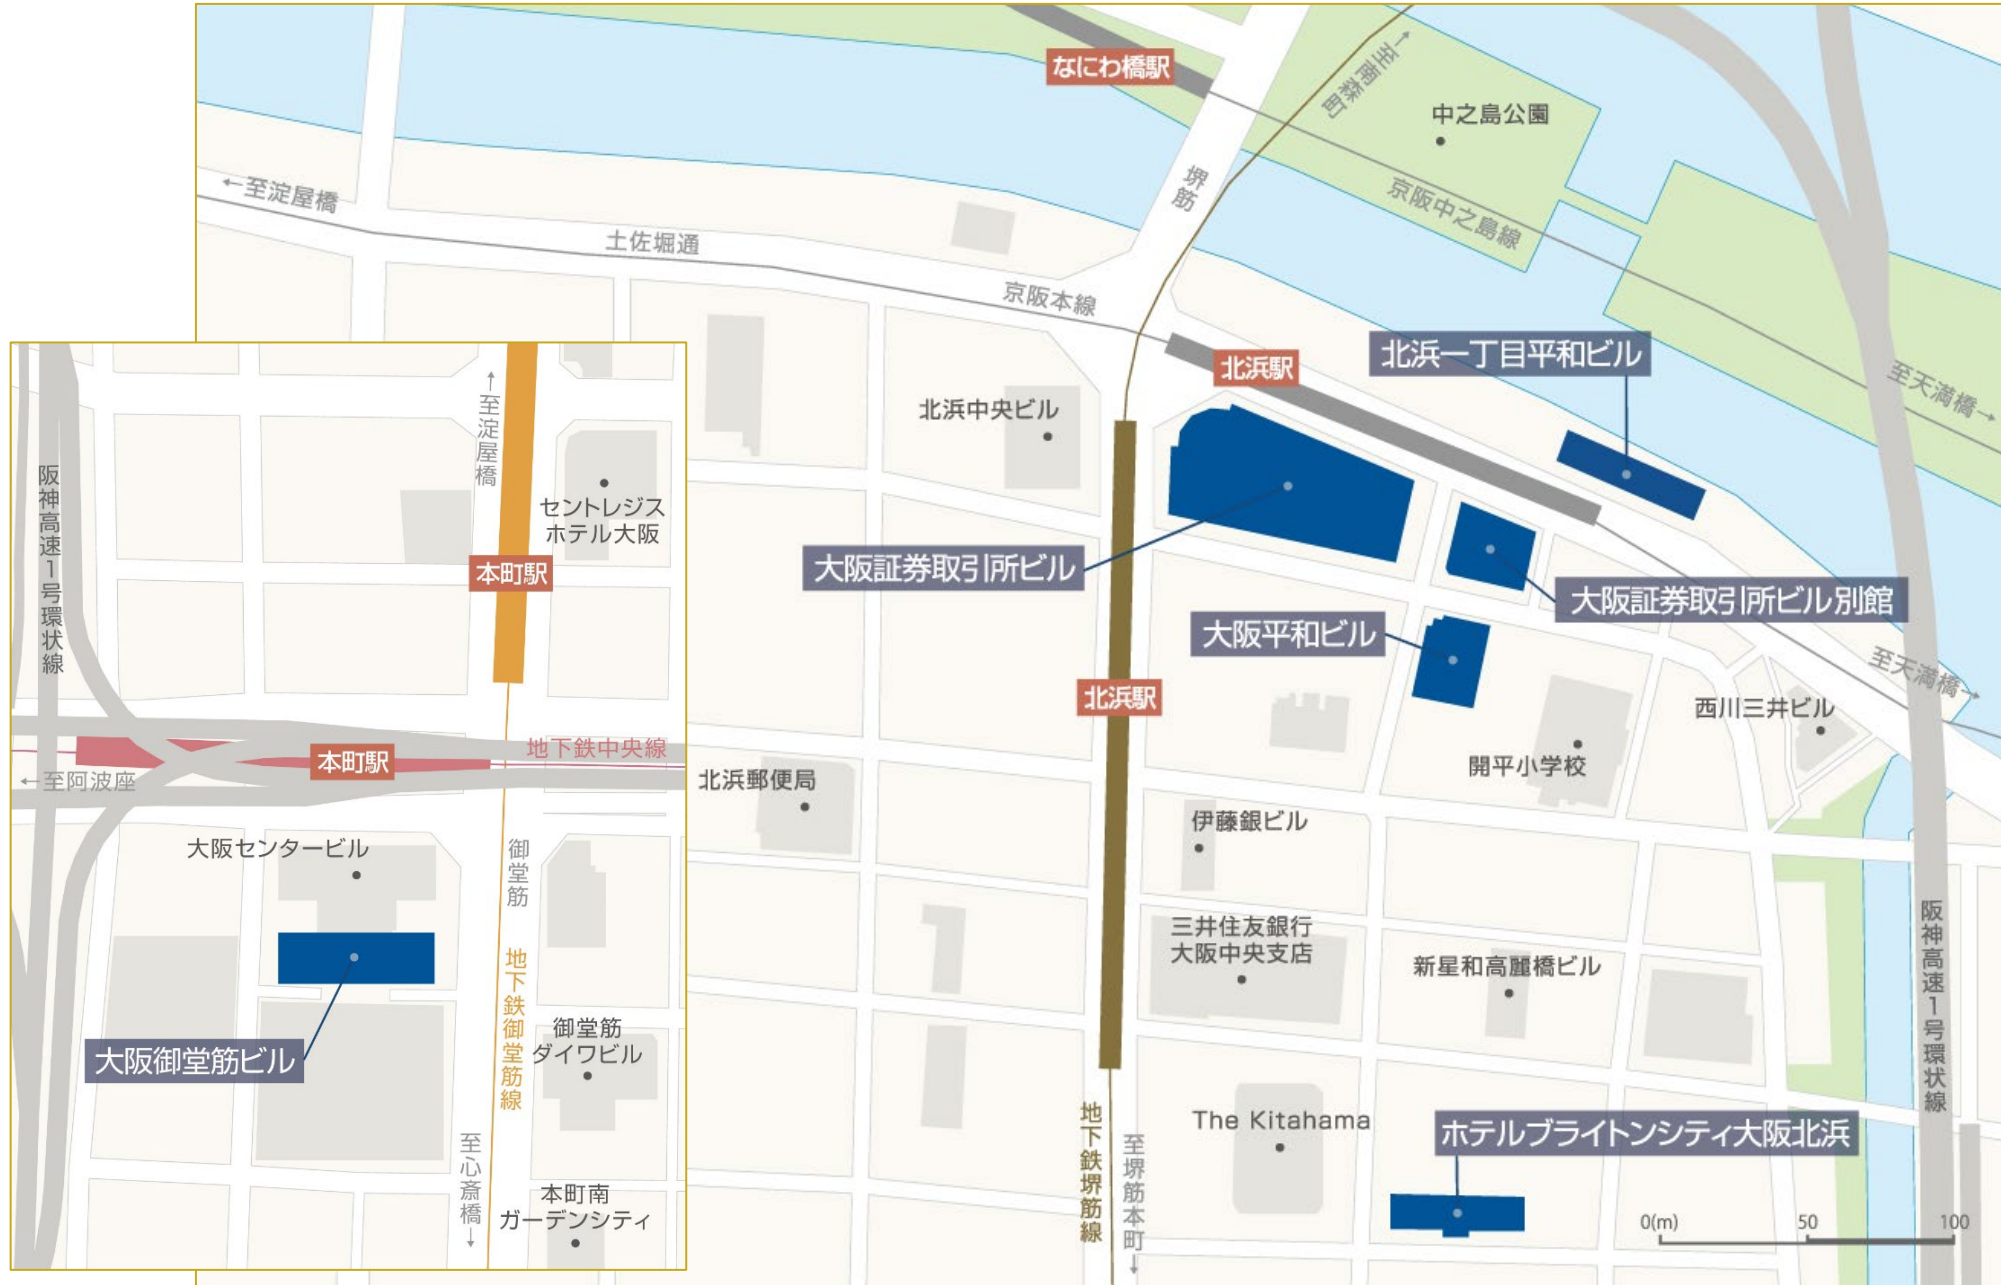 なにわ橋駅
←至南森町
中之島公園
堺筋
京阪中之島線
←至淀屋橋
土佐堀通
京阪本線
北浜駅
北浜一丁目平和ビル
至天満橋→
北浜中央ビル
大阪証券取引所ビル
大阪証券取引所ビル別館
大阪平和ビル
至天満橋→
北浜駅
西川三井ビル
開平小学校
北浜郵便局
伊藤銀ビル
三井住友銀行
大阪中央支店
新星和高麗橋ビル
阪神高速1号環状線
The Kitahama
地下鉄堺筋線
至堺筋本町→
ホテルブライトンシティ大阪北浜
0(m)
50
100
←至淀屋橋
阪神高速1号環状線
セントレジス
ホテル大阪
本町駅
本町駅
地下鉄中央線
←至阿波座
大阪センタービル
御堂筋
地下鉄御堂筋線
大阪御堂筋ビル
御堂筋
ダイワビル
至心斎橋→
本町南
ガーデンシティ